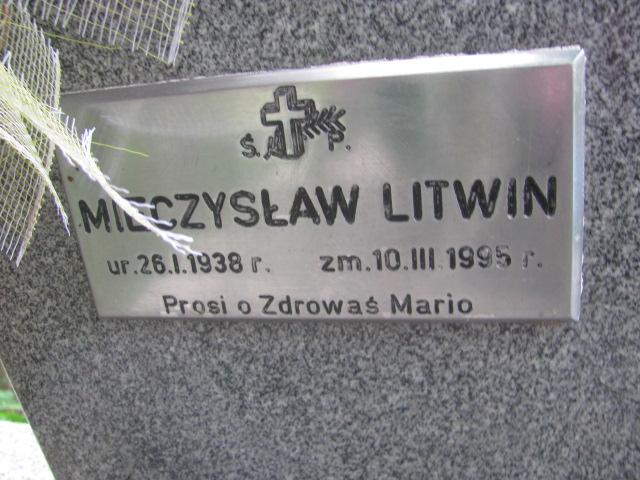 Ś. P.
MIECZYSŁAW LITWIN
ur. 26.I.1938 r. zm. 10.III.1995 r.
Prosi o Zdrowaś Mario